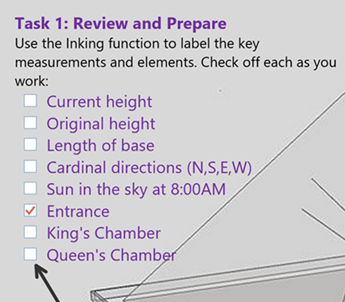 Task 1: Review and Prepare
Use the Inking function to label the key
measurements and elements. Check off each as you
work:
Current height
Original height
Length of base
Cardinal directions (N,S,E,W)
Sun in the sky at 8:00AM
Entrance
King's Chamber
Queen's Chamber